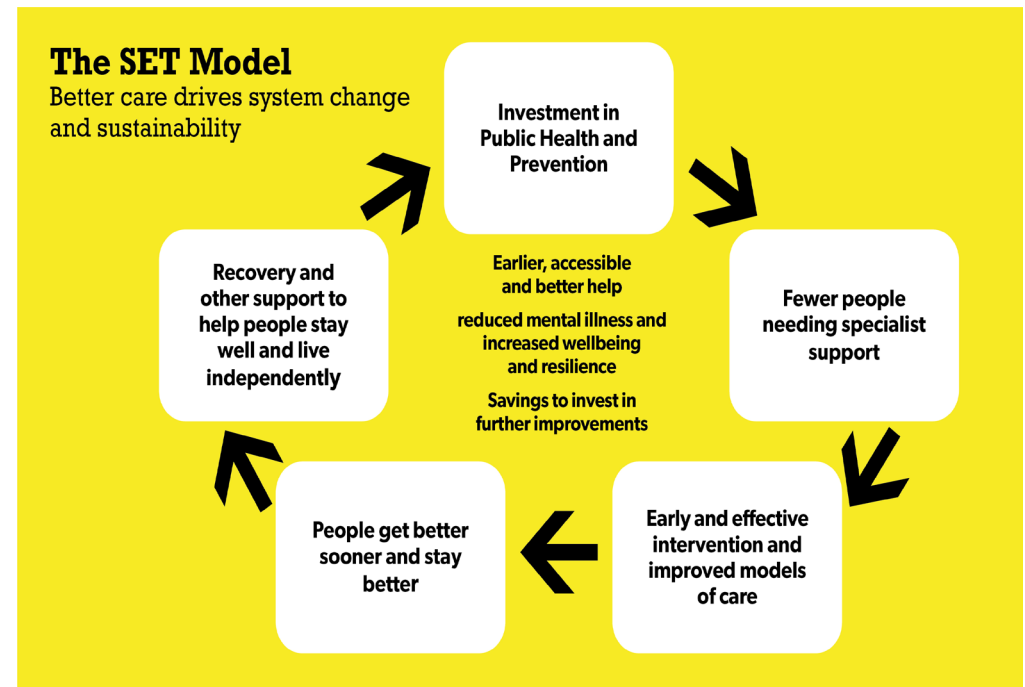 The SET Model
Better care drives system change
and sustainability
Investment in
Public Health and
Prevention
Fewer people
needing specialist
support
Early and effective
intervention and
improved models
of care
People get better
sooner and stay
better
Recovery and
other support to
help people stay
well and live
independently
Earlier, accessible
and better help
reduced mental illness and
increased wellbeing
and resilience
Savings to invest in
further improvements